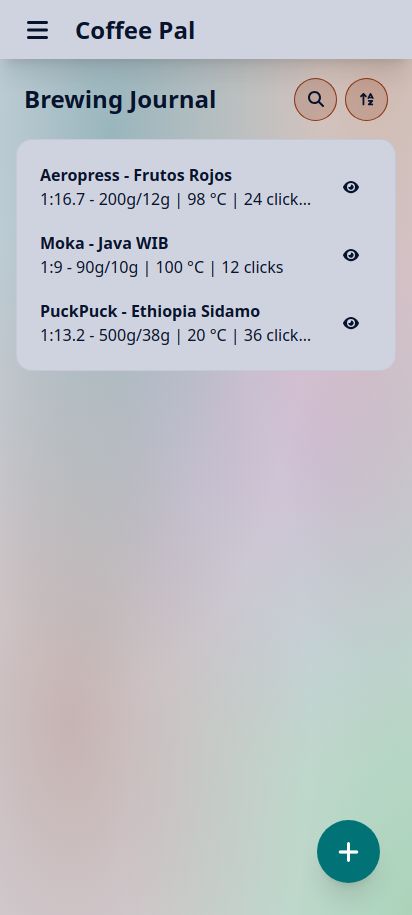 Coffee Pal
Brewing Journal
Aeropress - Frutos Rojos
1:16.7 - 200g/12g | 98 °C | 24 click...
Moka - Java WIB
1:9 - 90g/10g | 100 °C | 12 clicks
PuckPuck - Ethiopia Sidamo
1:13.2 - 500g/38g | 20 °C | 36 click...